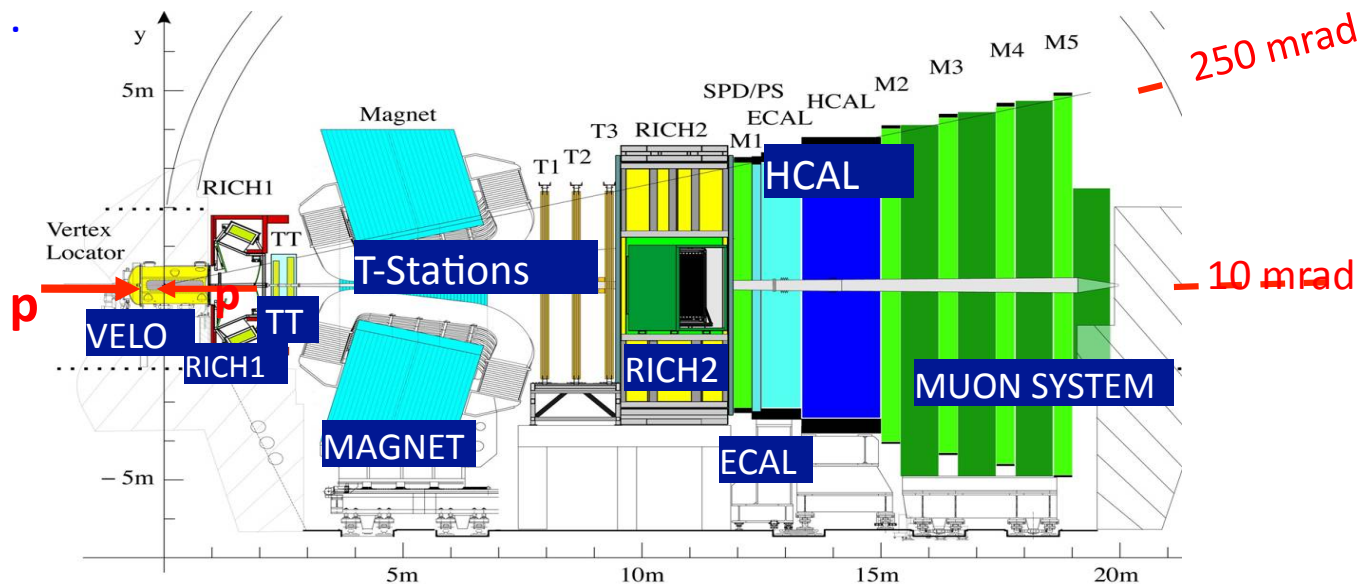 y
5m
- 5m
Vertex
Locator
RICH1
TT
Magnet
T1
T2
T3
RICH2
SPD/PS
M1
ECAL
HCAL
M2
M3
M4
M5
250 mrad
10 mrad
p
p
VELO
RICH1
TT
T-Stations
MAGNET
RICH2
HCAL
ECAL
MUON SYSTEM
5m
10m
15m
20m
z